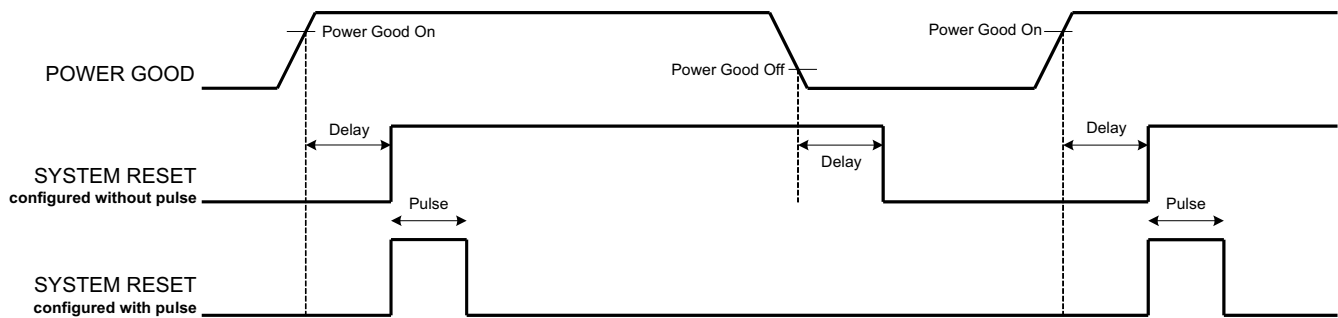 Power Good On
Power Good On
POWER GOOD
Power Good Off
Delay
Delay
Delay
SYSTEM RESET
configured without pulse
Pulse
Pulse
SYSTEM RESET
configured with pulse